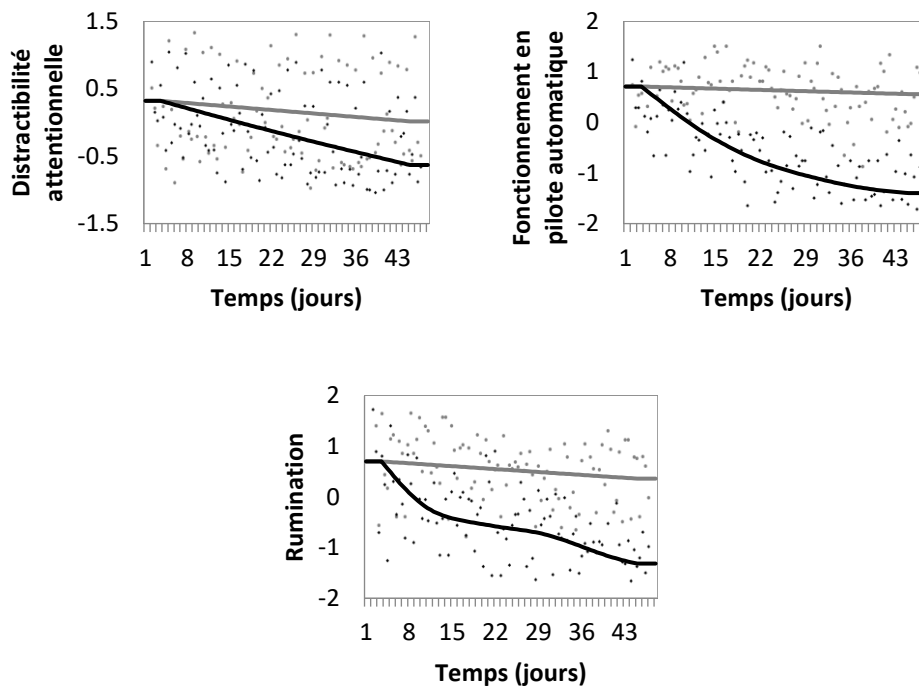 Distractibilité
attentionnelle
1.5
0.5
-0.5
-1.5
1 8 15 22 29 36 43
Temps (jours)
Fonctionnement en
pilote automatique
2
1
0
-1
-2
1 8 15 22 29 36 43
Temps (jours)
Rumination
2
1
0
-1
-2
1 8 15 22 29 36 43
Temps (jours)